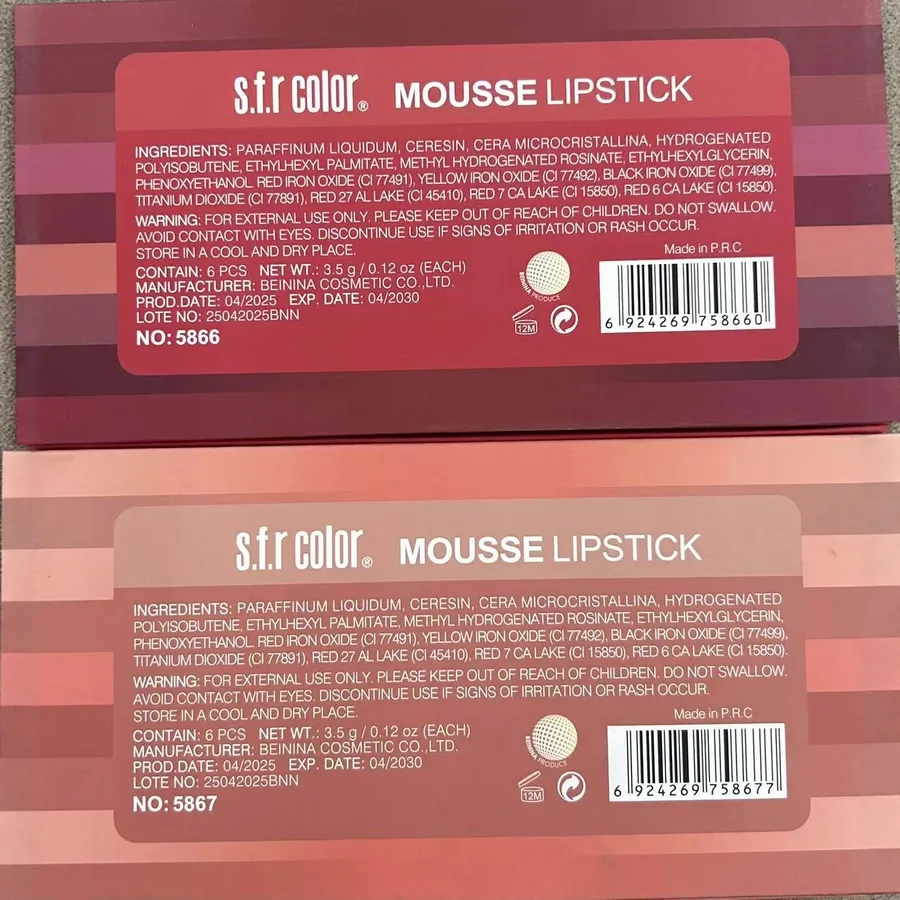 s.f.r color® MOUSSE LIPSTICK
INGREDIENTS: PARAFFINUM LIQUIDUM, CERESIN, CERA MICROCRISTALLINA, HYDROGENATED
POLYISOBUTENE, ETHYLHEXYL PALMITATE, METHYL HYDROGENATED ROSINATE, ETHYLHEXYLGLYCERIN,
PHENOXYETHANOL. RED IRON OXIDE (CI 77491), YELLOW IRON OXIDE (CI 77492), BLACK IRON OXIDE (CI 77499),
TITANIUM DIOXIDE (CI 77891), RED 27 AL LAKE (CI 45410), RED 7 CA LAKE (CI 15850), RED 6 CA LAKE (CI 15850).
WARNING: FOR EXTERNAL USE ONLY. PLEASE KEEP OUT OF REACH OF CHILDREN. DO NOT SWALLOW.
AVOID CONTACT WITH EYES. DISCONTINUE USE IF SIGNS OF IRRITATION OR RASH OCCUR.
STORE IN A COOL AND DRY PLACE.
CONTAIN: 6 PCS NET WT.: 3.5 g / 0.12 oz (EACH)
MANUFACTURER: BEININA COSMETIC CO.,LTD.
PROD.DATE: 04/2025 EXP. DATE: 04/2030
LOTE NO: 25042025BNN
NO: 5866
BEININA PRODUCE
12M
Made in P.R.C
6 924269 758660
s.f.r color® MOUSSE LIPSTICK
INGREDIENTS: PARAFFINUM LIQUIDUM, CERESIN, CERA MICROCRISTALLINA, HYDROGENATED
POLYISOBUTENE, ETHYLHEXYL PALMITATE, METHYL HYDROGENATED ROSINATE, ETHYLHEXYLGLYCERIN,
PHENOXYETHANOL. RED IRON OXIDE (CI 77491), YELLOW IRON OXIDE (CI 77492), BLACK IRON OXIDE (CI 77499),
TITANIUM DIOXIDE (CI 77891), RED 27 AL LAKE (CI 45410), RED 7 CA LAKE (CI 15850), RED 6 CA LAKE (CI 15850).
WARNING: FOR EXTERNAL USE ONLY. PLEASE KEEP OUT OF REACH OF CHILDREN. DO NOT SWALLOW.
AVOID CONTACT WITH EYES. DISCONTINUE USE IF SIGNS OF IRRITATION OR RASH OCCUR.
STORE IN A COOL AND DRY PLACE.
CONTAIN: 6 PCS NET WT.: 3.5 g / 0.12 oz (EACH)
MANUFACTURER: BEININA COSMETIC CO.,LTD.
PROD.DATE: 04/2025 EXP. DATE: 04/2030
LOTE NO: 25042025BNN
NO: 5867
BEININA PRODUCE
12M
Made in P.R.C
6 924269 758677